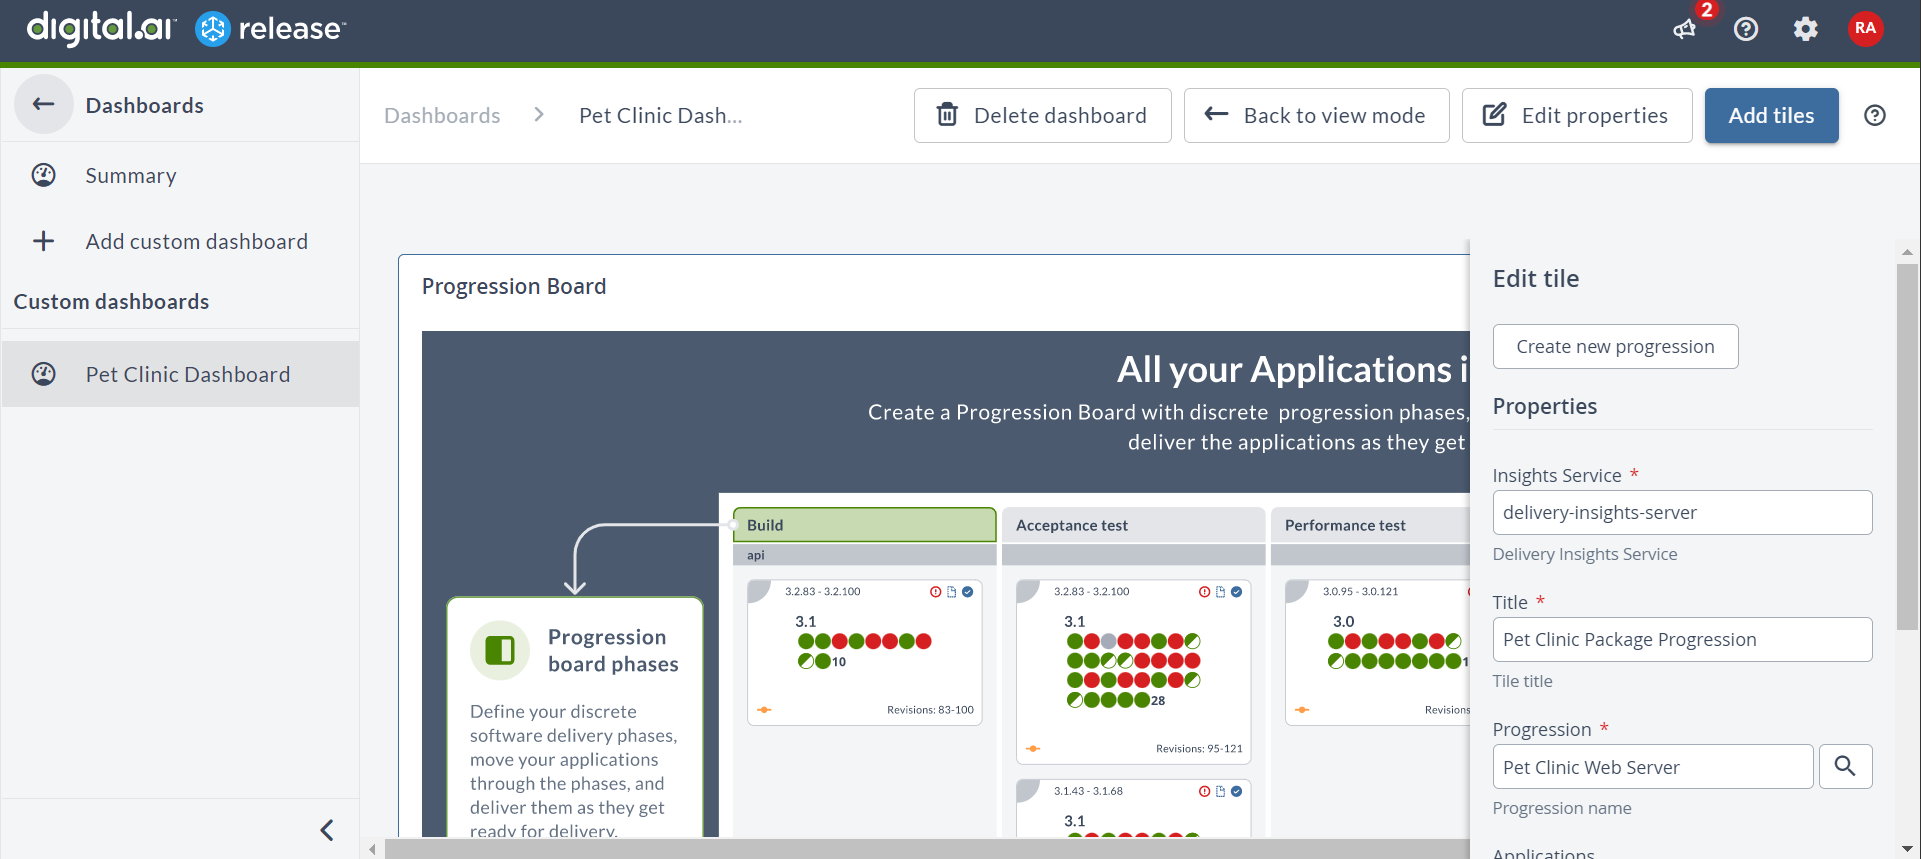 digital.ai release™
2
RA
Dashboards
Summary
Add custom dashboard
Custom dashboards
Pet Clinic Dashboard
Dashboards > Pet Clinic Dash...
Delete dashboard
Back to view mode
Edit properties
Add tiles
Progression Board
All your Applications i
Create a Progression Board with discrete progression phases,
deliver the applications as they get
Build
Acceptance test
Performance test
api
3.2.83 - 3.2.100
3.1
10
Revisions: 83-100
3.2.83 - 3.2.100
3.1
28
Revisions: 95-121
3.1.43 - 3.1.68
3.1
3.0.95 - 3.0.121
3.0
1
Revisions
Progression
board phases
Define your discrete
software delivery phases,
move your applications
through the phases, and
deliver them as they get
ready for delivery.
Edit tile
Create new progression
Properties
Insights Service *
delivery-insights-server
Delivery Insights Service
Title *
Pet Clinic Package Progression
Tile title
Progression *
Pet Clinic Web Server
Progression name
Applications